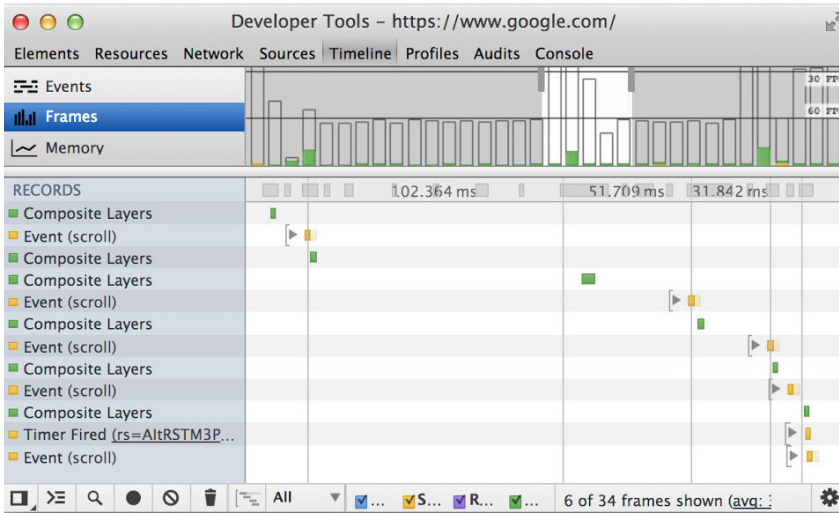 Developer Tools – https://www.google.com/
Elements Resources Network Sources Timeline Profiles Audits Console
Events
30 FP
Frames
60 FP
Memory
RECORDS 102.364 ms 51.709 ms 31.842 ms
Composite Layers
Event (scroll)
Composite Layers
Composite Layers
Event (scroll)
Composite Layers
Event (scroll)
Composite Layers
Event (scroll)
Composite Layers
Timer Fired (rs=AltRSTM3P...
Event (scroll)
All ... S... R... ... 6 of 34 frames shown (avg: